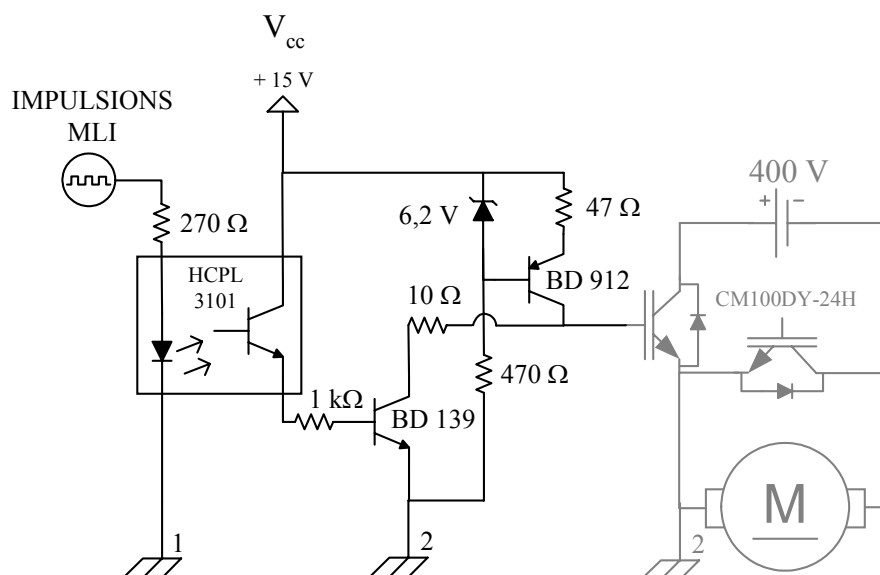 V_cc
+ 15 V
IMPULSIONS
MLI
400 V
+ −
6,2 V
47 Ω
270 Ω
HCPL
3101
BD 912
10 Ω
CM100DY-24H
470 Ω
1 kΩ
BD 139
M
1
2
2